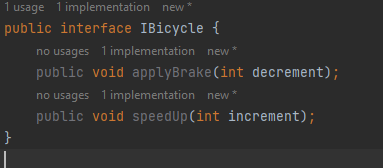 1 usage 1 implementation new *
public interface IBicycle {
no usages 1 implementation new *
public void applyBrake(int decrement);
no usages 1 implementation new *
public void speedUp(int increment);
}